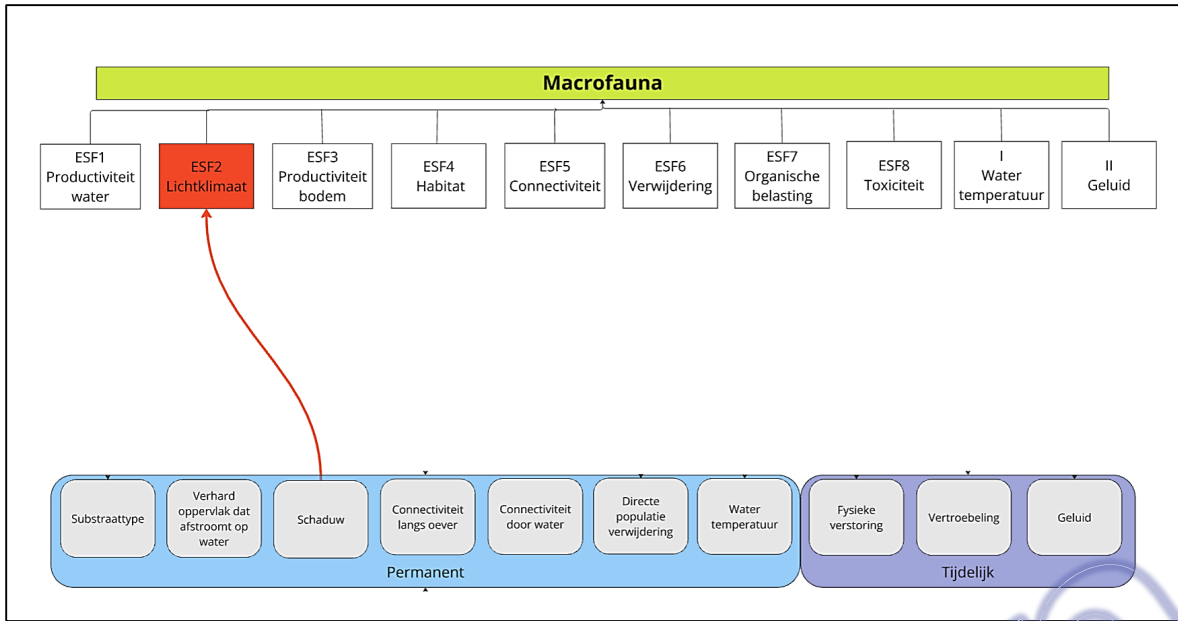 Macrofauna
ESF1
Productiviteit
water
ESF2
Lichtklimaat
ESF3
Productiviteit
bodem
ESF4
Habitat
ESF5
Connectiviteit
ESF6
Verwijdering
ESF7
Organische
belasting
ESF8
Toxiciteit
I
Water
temperatuur
II
Geluid
Substraattype
Verhard
oppervlak dat
afstroomt op
water
Schaduw
Connectiviteit
langs oever
Connectiviteit
door water
Directe
populatie
verwijdering
Water
temperatuur
Fysieke
verstoring
Vertroebeling
Geluid
Permanent
Tijdelijk